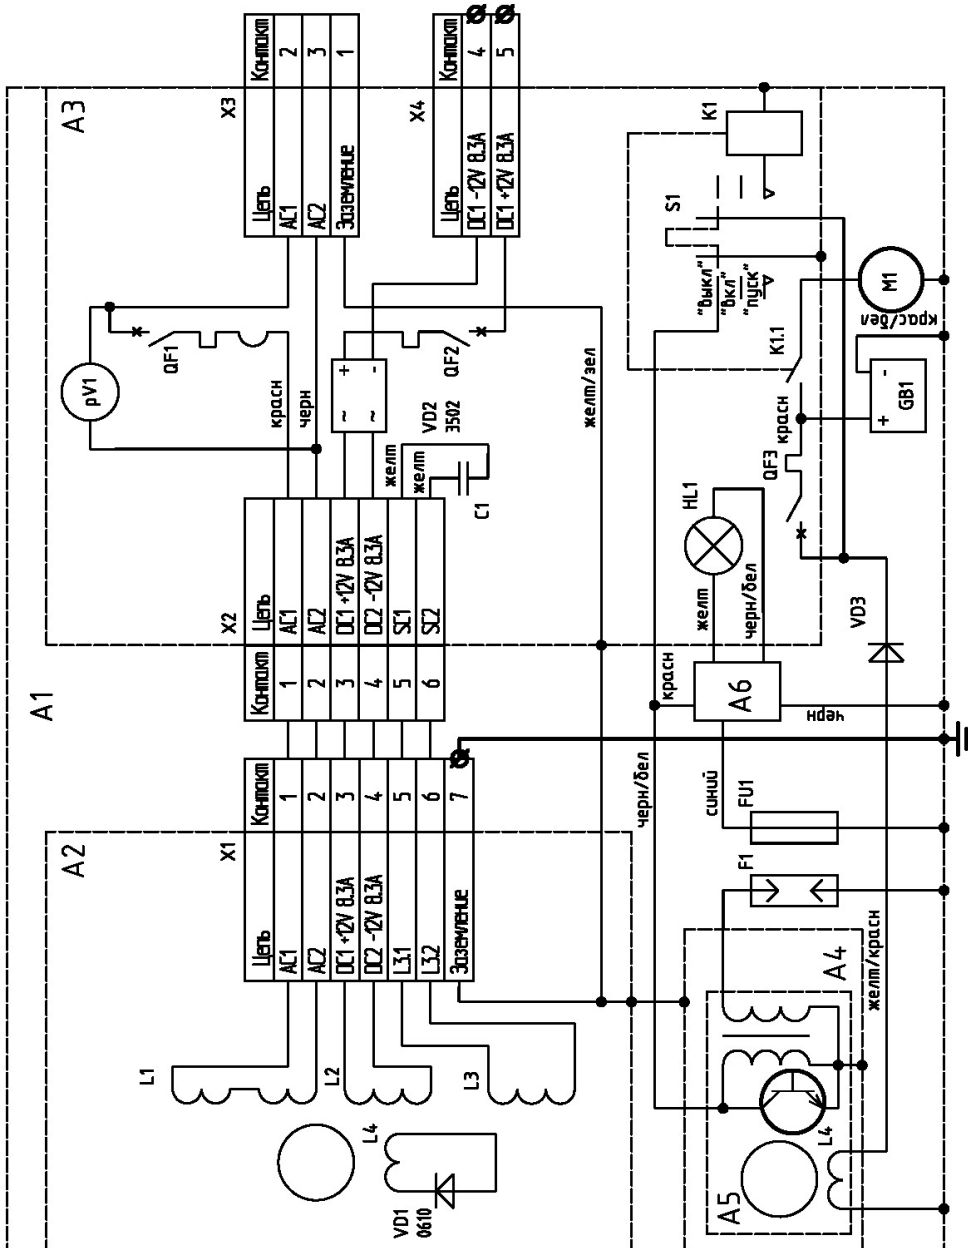 A1
A2
A3
X1
Цепь
Контакт
AC1
1
AC2
2
DC1 +12V 8.3A
3
DC2 -12V 8.3A
4
L3.1
5
L3.2
6
Заземление
7
X2
Контакт
Цепь
1
AC1
2
AC2
3
DC1 +12V 8.3A
4
DC2 -12V 8.3A
5
SC1
6
SC2
X3
Цепь
Контакт
AC1
2
AC2
3
Заземление
1
X4
Цепь
Контакт
DC1 -12V 8.3A
4
DC1 +12V 8.3A
5
pV1
QF1
красн
черн
+
-
~
~
VD2
3502
QF2
желт
желт
C1
желт/зел
L1
L2
L3
L4
VD1
0610
K1
S1
"выкл"
"вкл"
"пуск"
K1.1
M1
крас/бел
GB1
+
-
красн
QF3
HL1
желт
черн/бел
VD3
красн
A6
черн
черн/бел
синий
FU1
F1
желт/красн
A4
A5
L4